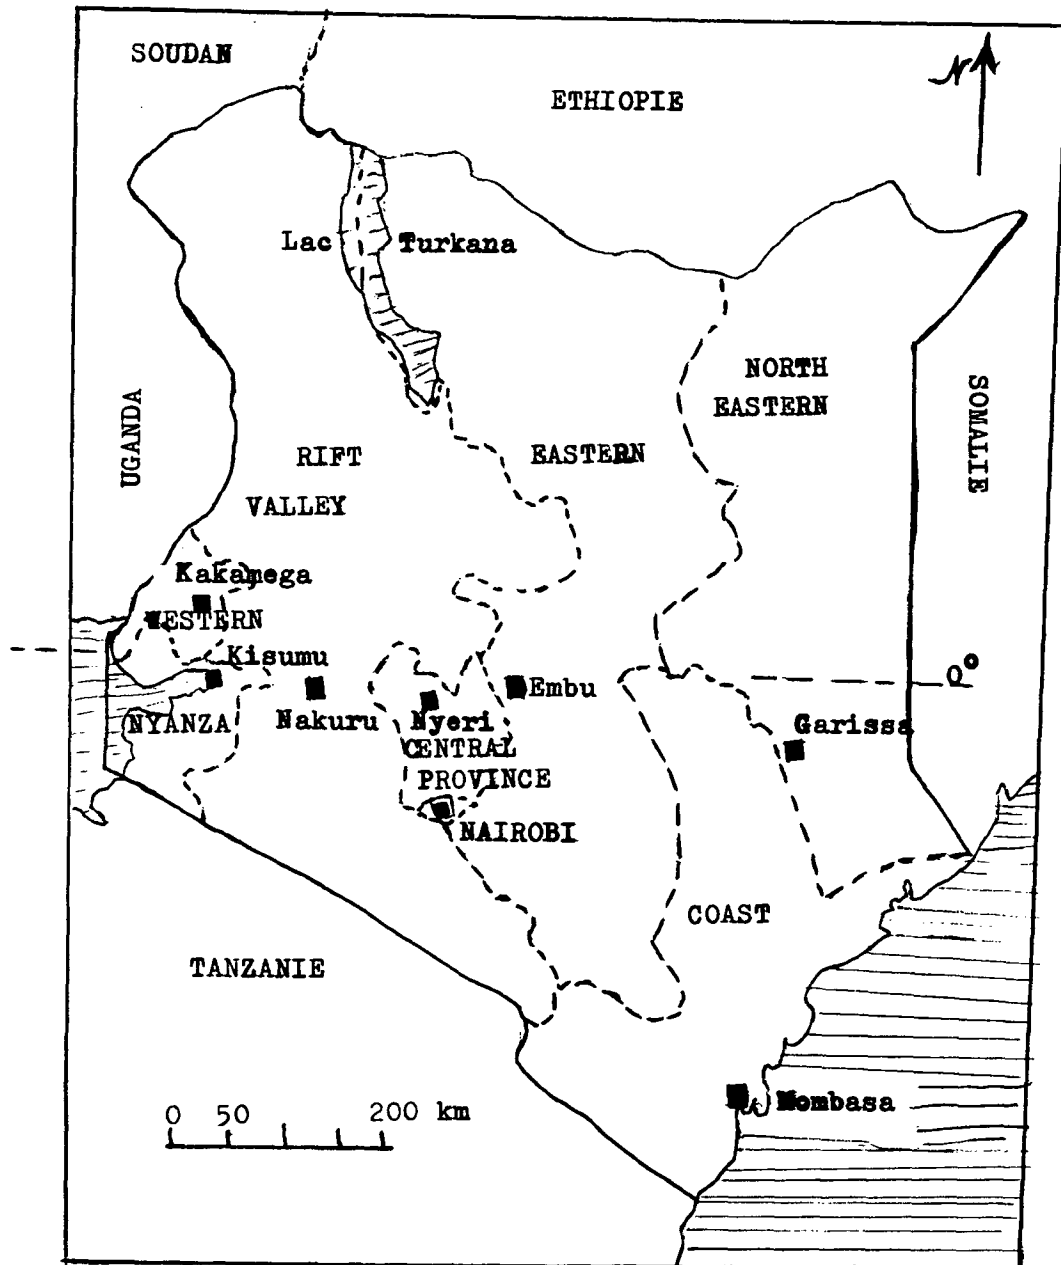 SOUDAN
N
ETHIOPIE
Lac Turkana
NORTH
EASTERN
UGANDA
SOMALIE
RIFT
VALLEY
EASTERN
Kakamega
WESTERN
Kisumu
0°
Embu
NYANZA
Nakuru
Nyeri
Garissa
CENTRAL
PROVINCE
NAIROBI
COAST
TANZANIE
Mombasa
0 50 200 km